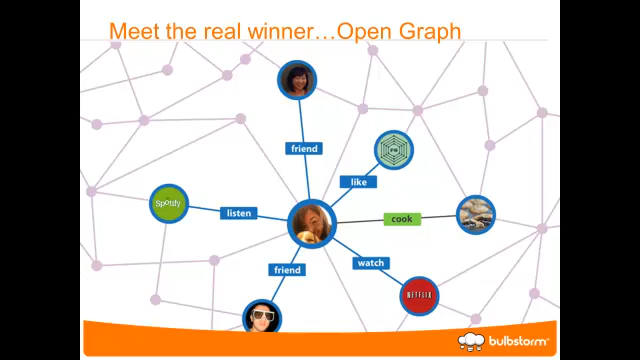 Meet the real winner…Open Graph
friend
like
Spotify
listen
cook
watch
friend
NETFLIX
bulbstorm